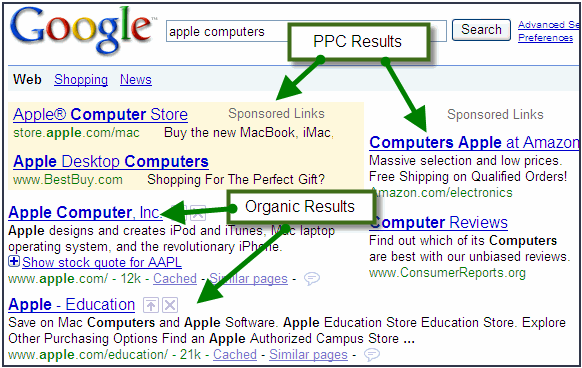 Google™
apple computers
Search
Advanced Se
Preferences
PPC Results
Web Shopping News
Apple® Computer Store
Sponsored Links
store.apple.com/mac Buy the new MacBook, iMac,
Apple Desktop Computers
www.BestBuy.com Shopping For The Perfect Gift?
Sponsored Links
Computers Apple at Amazon
Massive selection and low prices.
Free Shipping on Qualified Orders!
Amazon.com/electronics
Computer Reviews
Find out which of its Computers
are best with our unbiased reviews.
www.ConsumerReports.org
Organic Results
Apple Computer, Inc.
Apple designs and creates iPod and iTunes, Mac laptop
operating system, and the revolutionary iPhone.
Show stock quote for AAPL
www.apple.com/ - 12k - Cached - Similar pages -
Apple - Education
Save on Mac Computers and Apple Software. Apple Education Store Education Store. Explore
Other Purchasing Options Find an Apple Authorized Campus Store ...
www.apple.com/education/ - 21k - Cached - Similar pages -